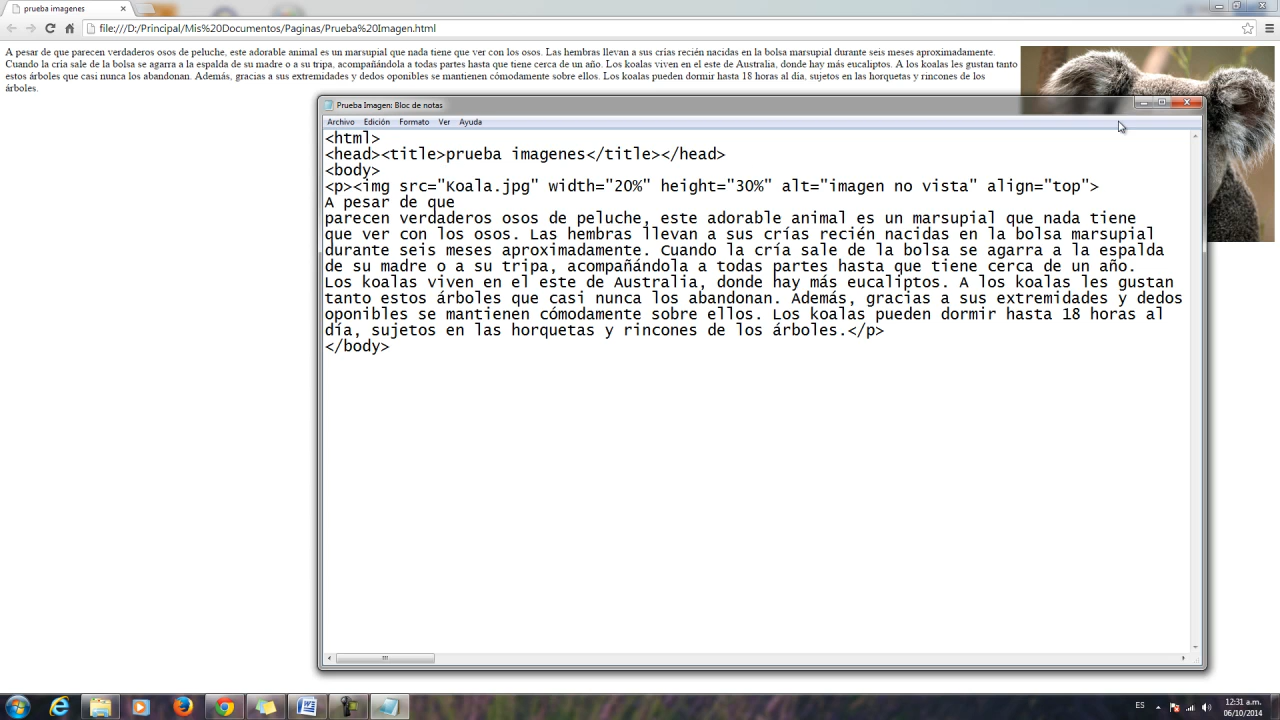 prueba imagenes
file:///D:/Principal/Mis%20Documentos/Paginas/Prueba%20Imagen.html
A pesar de que parecen verdaderos osos de peluche, este adorable animal es un marsupial que nada tiene que ver con los osos. Las hembras llevan a sus crías recién nacidas en la bolsa marsupial durante seis meses aproximadamente.
Cuando la cría sale de la bolsa se agarra a la espalda de su madre o a su tripa, acompañándola a todas partes hasta que tiene cerca de un año. Los koalas viven en el este de Australia, donde hay más eucaliptos. A los koalas les gustan tanto
estos árboles que casi nunca los abandonan. Además, gracias a sus extremidades y dedos oponibles se mantienen cómodamente sobre ellos. Los koalas pueden dormir hasta 18 horas al día, sujetos en las horquetas y rincones de los
árboles.
Prueba Imagen: Bloc de notas
Archivo Edición Formato Ver Ayuda
<html>
<head><title>prueba imagenes</title></head>
<body>
<p><img src="Koala.jpg" width="20%" height="30%" alt="imagen no vista" align="top">
A pesar de que
parecen verdaderos osos de peluche, este adorable animal es un marsupial que nada tiene
que ver con los osos. Las hembras llevan a sus crías recién nacidas en la bolsa marsupial
durante seis meses aproximadamente. Cuando la cría sale de la bolsa se agarra a la espalda
de su madre o a su tripa, acompañándola a todas partes hasta que tiene cerca de un año.
Los koalas viven en el este de Australia, donde hay más eucaliptos. A los koalas les gustan
tanto estos árboles que casi nunca los abandonan. Además, gracias a sus extremidades y dedos
oponibles se mantienen cómodamente sobre ellos. Los koalas pueden dormir hasta 18 horas al
día, sujetos en las horquetas y rincones de los árboles.</p>
</body>
ES
12:31 a.m.
06/10/2014